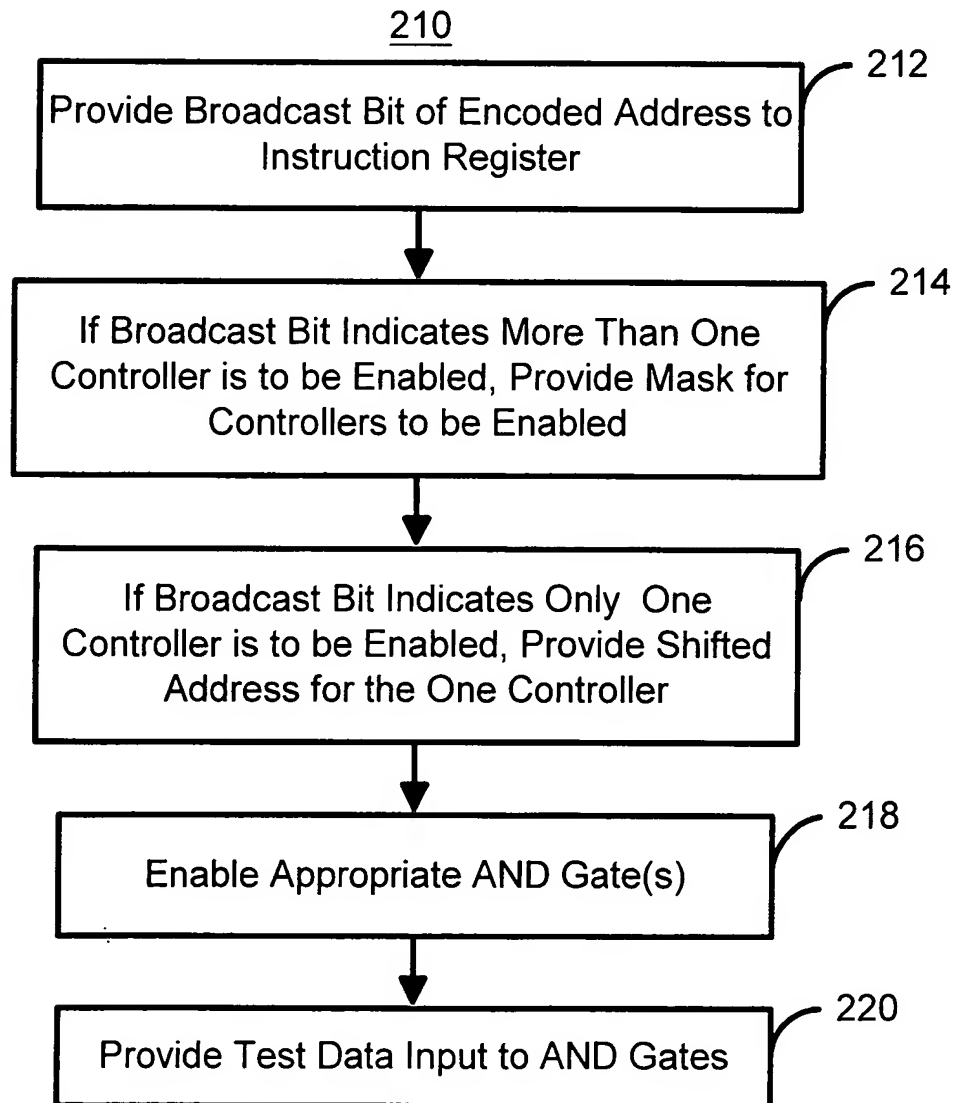 210
212
Provide Broadcast Bit of Encoded Address to
Instruction Register
214
If Broadcast Bit Indicates More Than One
Controller is to be Enabled, Provide Mask for
Controllers to be Enabled
216
If Broadcast Bit Indicates Only One
Controller is to be Enabled, Provide Shifted
Address for the One Controller
218
Enable Appropriate AND Gate(s)
220
Provide Test Data Input to AND Gates